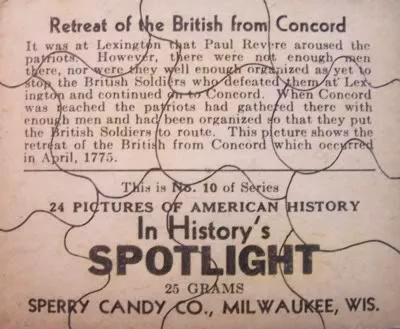 Retreat of the British from Concord
It was at Lexington that Paul Revere aroused the
patriots. However, there were not enough men
there, nor were they well enough organized as yet to
stop the British Soldiers who defeated them at Lex-
ington and continued on to Concord. When Concord
was reached the patriots had gathered there with
enough men and had been organized so that they put
the British Soldiers to route. This picture shows the
retreat of the British from Concord which occurred
in April, 1775.
This is No. 10 of Series
24 PICTURES OF AMERICAN HISTORY
In History's
SPOTLIGHT
25 GRAMS
SPERRY CANDY CO., MILWAUKEE, WIS.